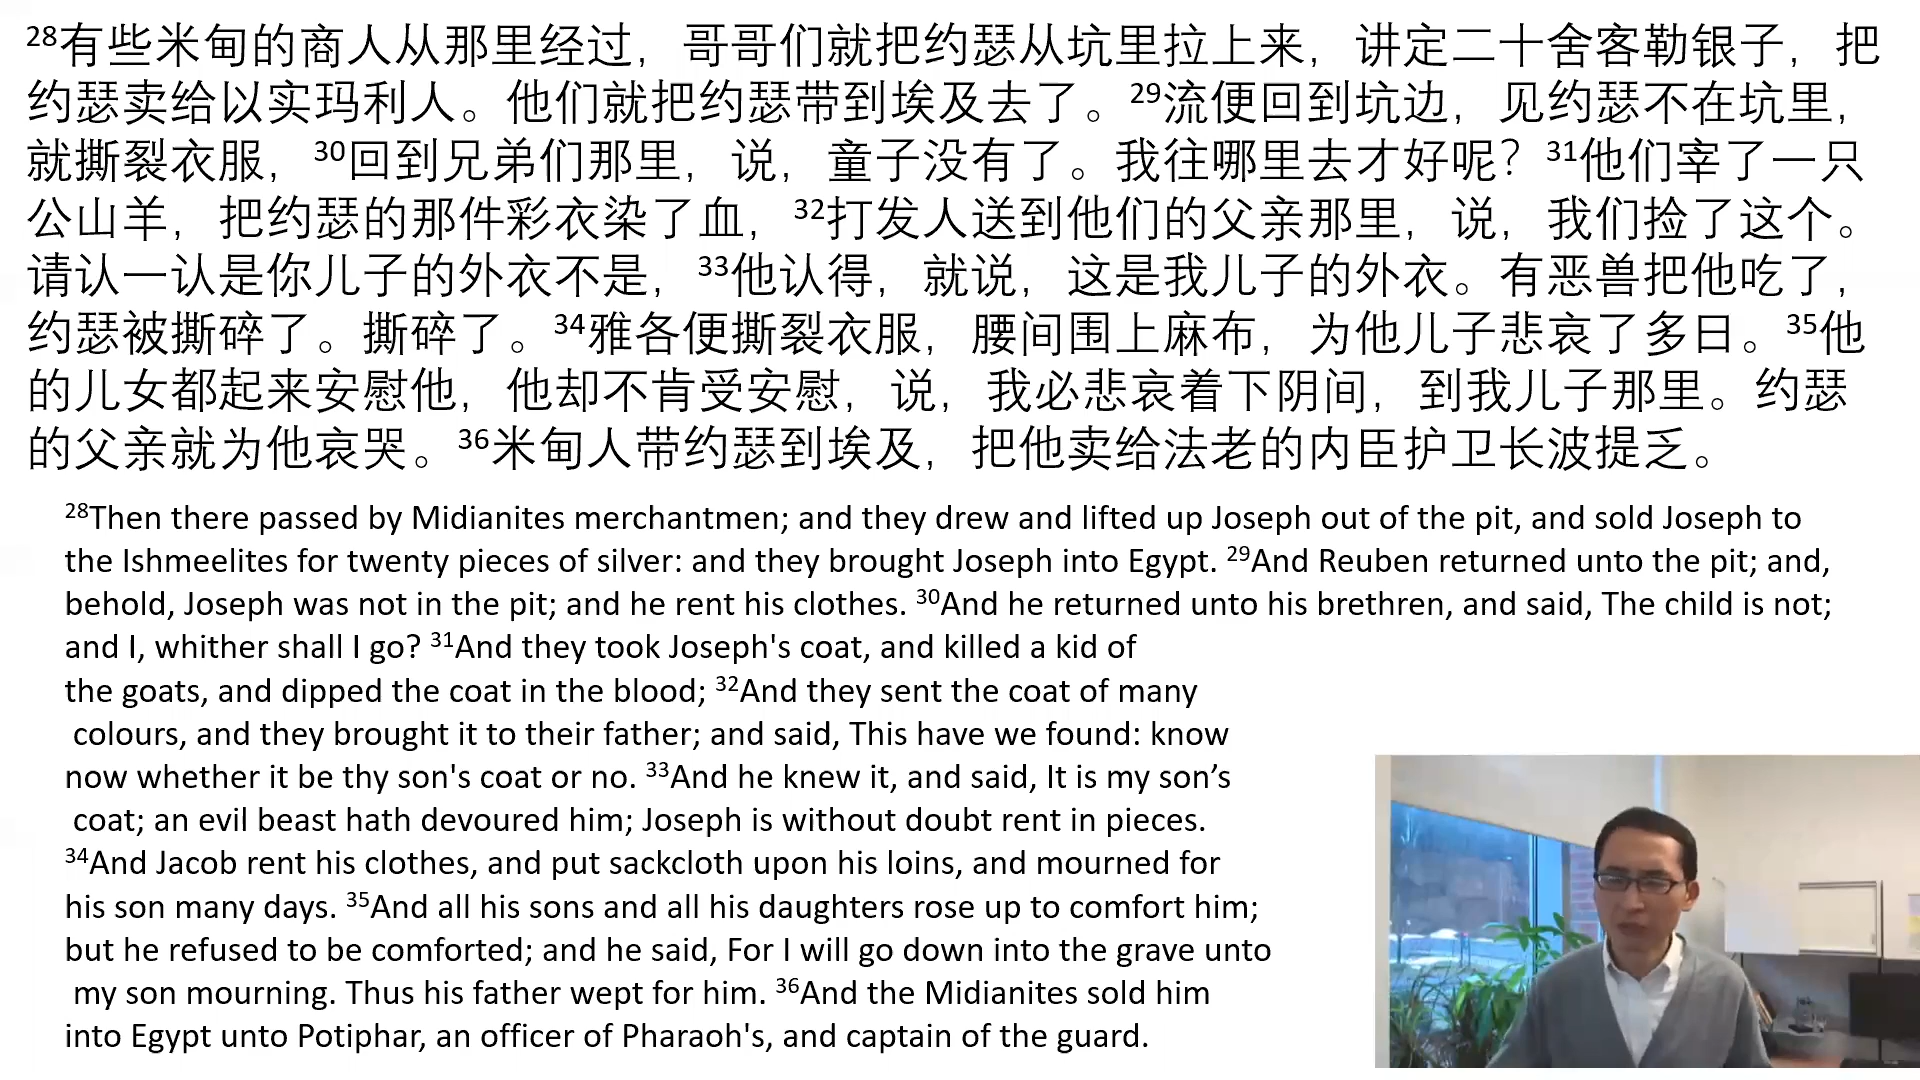 28有些米甸的商人从那里经过，哥哥们就把约瑟从坑里拉上来，讲定二十舍客勒银子，把
约瑟卖给以实玛利人。他们就把约瑟带到埃及去了。29流便回到坑边，见约瑟不在坑里，
就撕裂衣服，30回到兄弟们那里，说，童子没有了。我往哪里去才好呢？31他们宰了一只
公山羊，把约瑟的那件彩衣染了血，32打发人送到他们的父亲那里，说，我们捡了这个。
请认一认是你儿子的外衣不是，33他认得，就说，这是我儿子的外衣。有恶兽把他吃了，
约瑟被撕碎了。撕碎了。34雅各便撕裂衣服，腰间围上麻布，为他儿子悲哀了多日。35他
的儿女都起来安慰他，他却不肯受安慰，说，我必悲哀着下阴间，到我儿子那里。约瑟
的父亲就为他哀哭。36米甸人带约瑟到埃及，把他卖给法老的内臣护卫长波提乏。
28Then there passed by Midianites merchantmen; and they drew and lifted up Joseph out of the pit, and sold Joseph to
the Ishmeelites for twenty pieces of silver: and they brought Joseph into Egypt. 29And Reuben returned unto the pit; and,
behold, Joseph was not in the pit; and he rent his clothes. 30And he returned unto his brethren, and said, The child is not;
and I, whither shall I go? 31And they took Joseph's coat, and killed a kid of
the goats, and dipped the coat in the blood; 32And they sent the coat of many
colours, and they brought it to their father; and said, This have we found: know
now whether it be thy son's coat or no. 33And he knew it, and said, It is my son’s
coat; an evil beast hath devoured him; Joseph is without doubt rent in pieces.
34And Jacob rent his clothes, and put sackcloth upon his loins, and mourned for
his son many days. 35And all his sons and all his daughters rose up to comfort him;
but he refused to be comforted; and he said, For I will go down into the grave unto
my son mourning. Thus his father wept for him. 36And the Midianites sold him
into Egypt unto Potiphar, an officer of Pharaoh's, and captain of the guard.